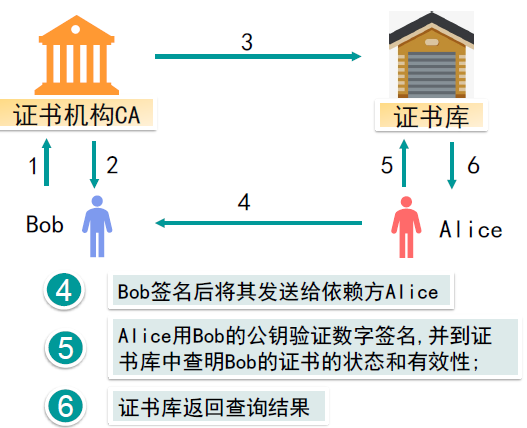 3
证书机构CA
证书库
1
2
5
6
Bob
4
Alice
4
Bob签名后将其发送给依赖方Alice
5
Alice用Bob的公钥验证数字签名,并到证
书库中查明Bob的证书的状态和有效性;
6
证书库返回查询结果